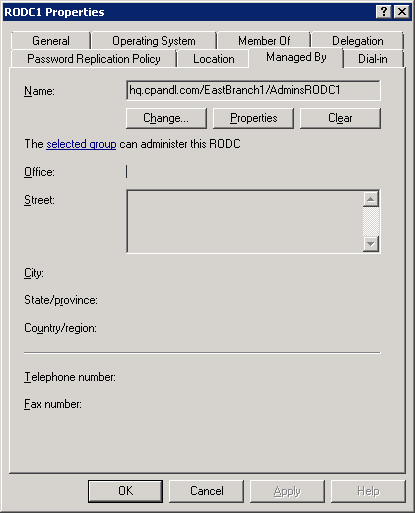 RODC1 Properties
General Operating System Member Of Delegation
Password Replication Policy Location Managed By Dial-in
Name: hq.cpandl.com/EastBranch1/AdminsRODC1
Change... Properties Clear
The selected group can administer this RODC
Office:
Street:
City:
State/province:
Country/region:
Telephone number:
Fax number:
OK Cancel Apply Help